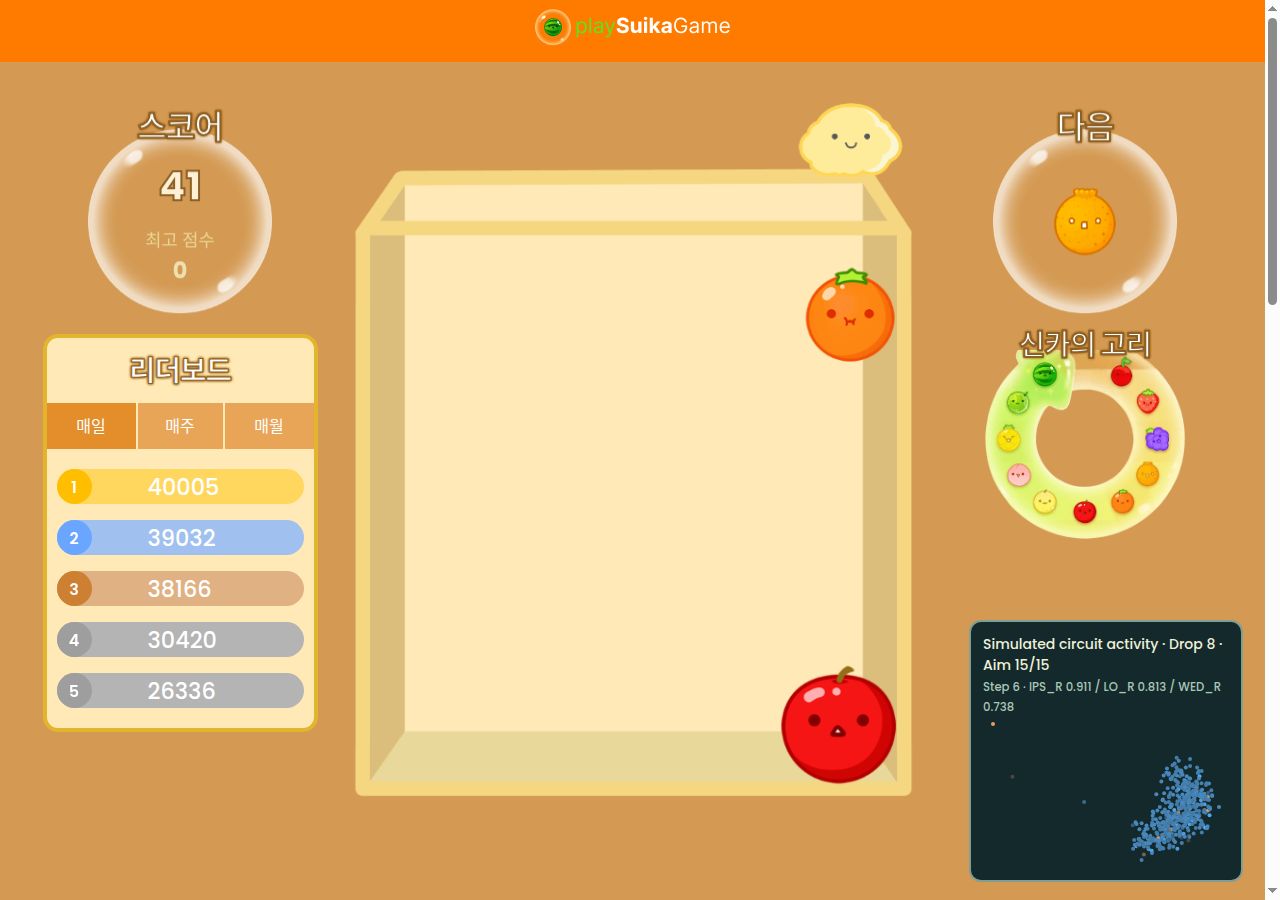 playSuikaGame
스코어
41
최고 점수
0
리더보드
매일 매주 매월
1 40005
2 39032
3 38166
4 30420
5 26336
다음
신카의 고리
Simulated circuit activity · Drop 8 ·
Aim 15/15
Step 6 · IPS_R 0.911 / LO_R 0.813 / WED_R
0.738